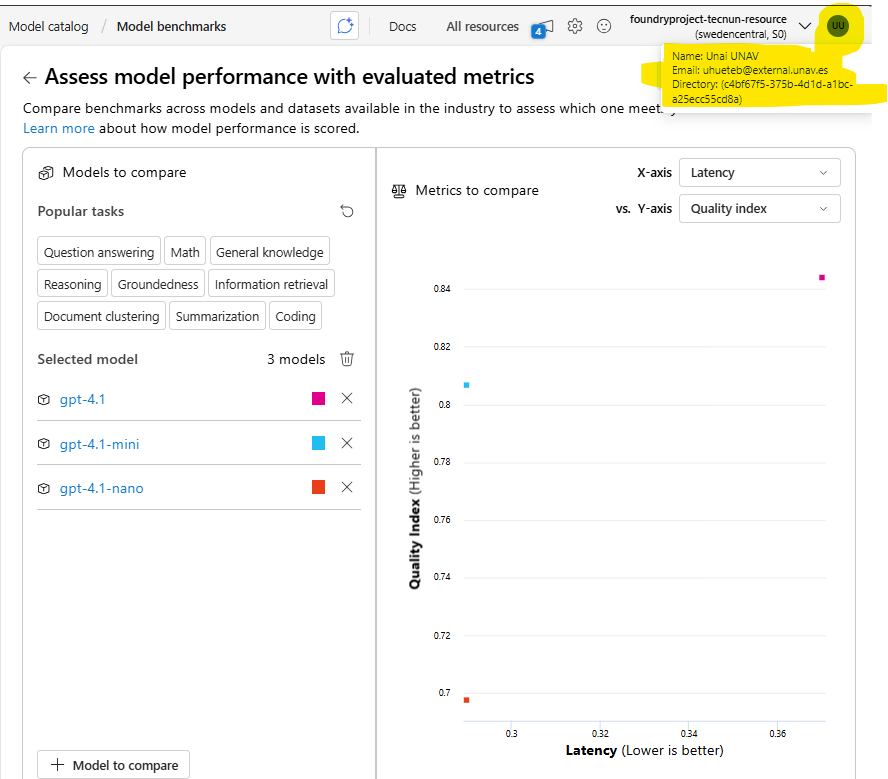 Model catalog / Model benchmarks
Docs
All resources
4
foundryproject-tecnun-resource
(swedencentral, S0)
UU
Name: Unai UNAV
Email: uhueteb@external.unav.es
Directory: (c4bf67f5-375b-4d1d-a1bc-
a25ecc55cd8a)
Assess model performance with evaluated metrics
Compare benchmarks across models and datasets available in the industry to assess which one
Learn more about how model performance is scored.
Models to compare
Popular tasks
Question answering Math General knowledge
Reasoning Groundedness Information retrieval
Document clustering Summarization Coding
Selected model 3 models
gpt-4.1
gpt-4.1-mini
gpt-4.1-nano
+ Model to compare
Metrics to compare
X-axis Latency
vs. Y-axis Quality index
Quality Index (Higher is better)
0.84
0.82
0.8
0.78
0.76
0.74
0.72
0.7
0.3 0.32 0.34 0.36
Latency (Lower is better)